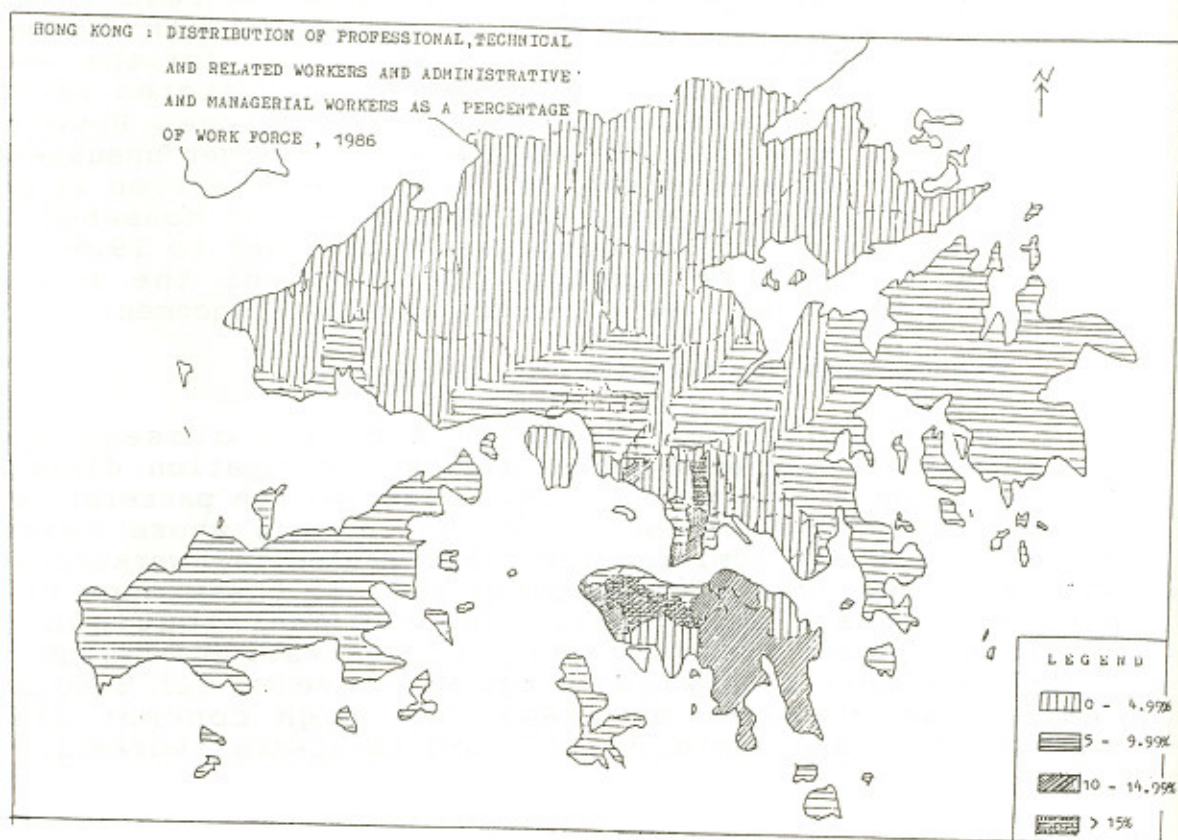 HONG KONG : DISTRIBUTION OF PROFESSIONAL,TECHNICAL
AND RELATED WORKERS AND ADMINISTRATIVE
AND MANAGERIAL WORKERS AS A PERCENTAGE
OF WORK FORCE , 1986
N
LEGEND
0 - 4.99%
5 - 9.99%
10 - 14.99%
> 15%